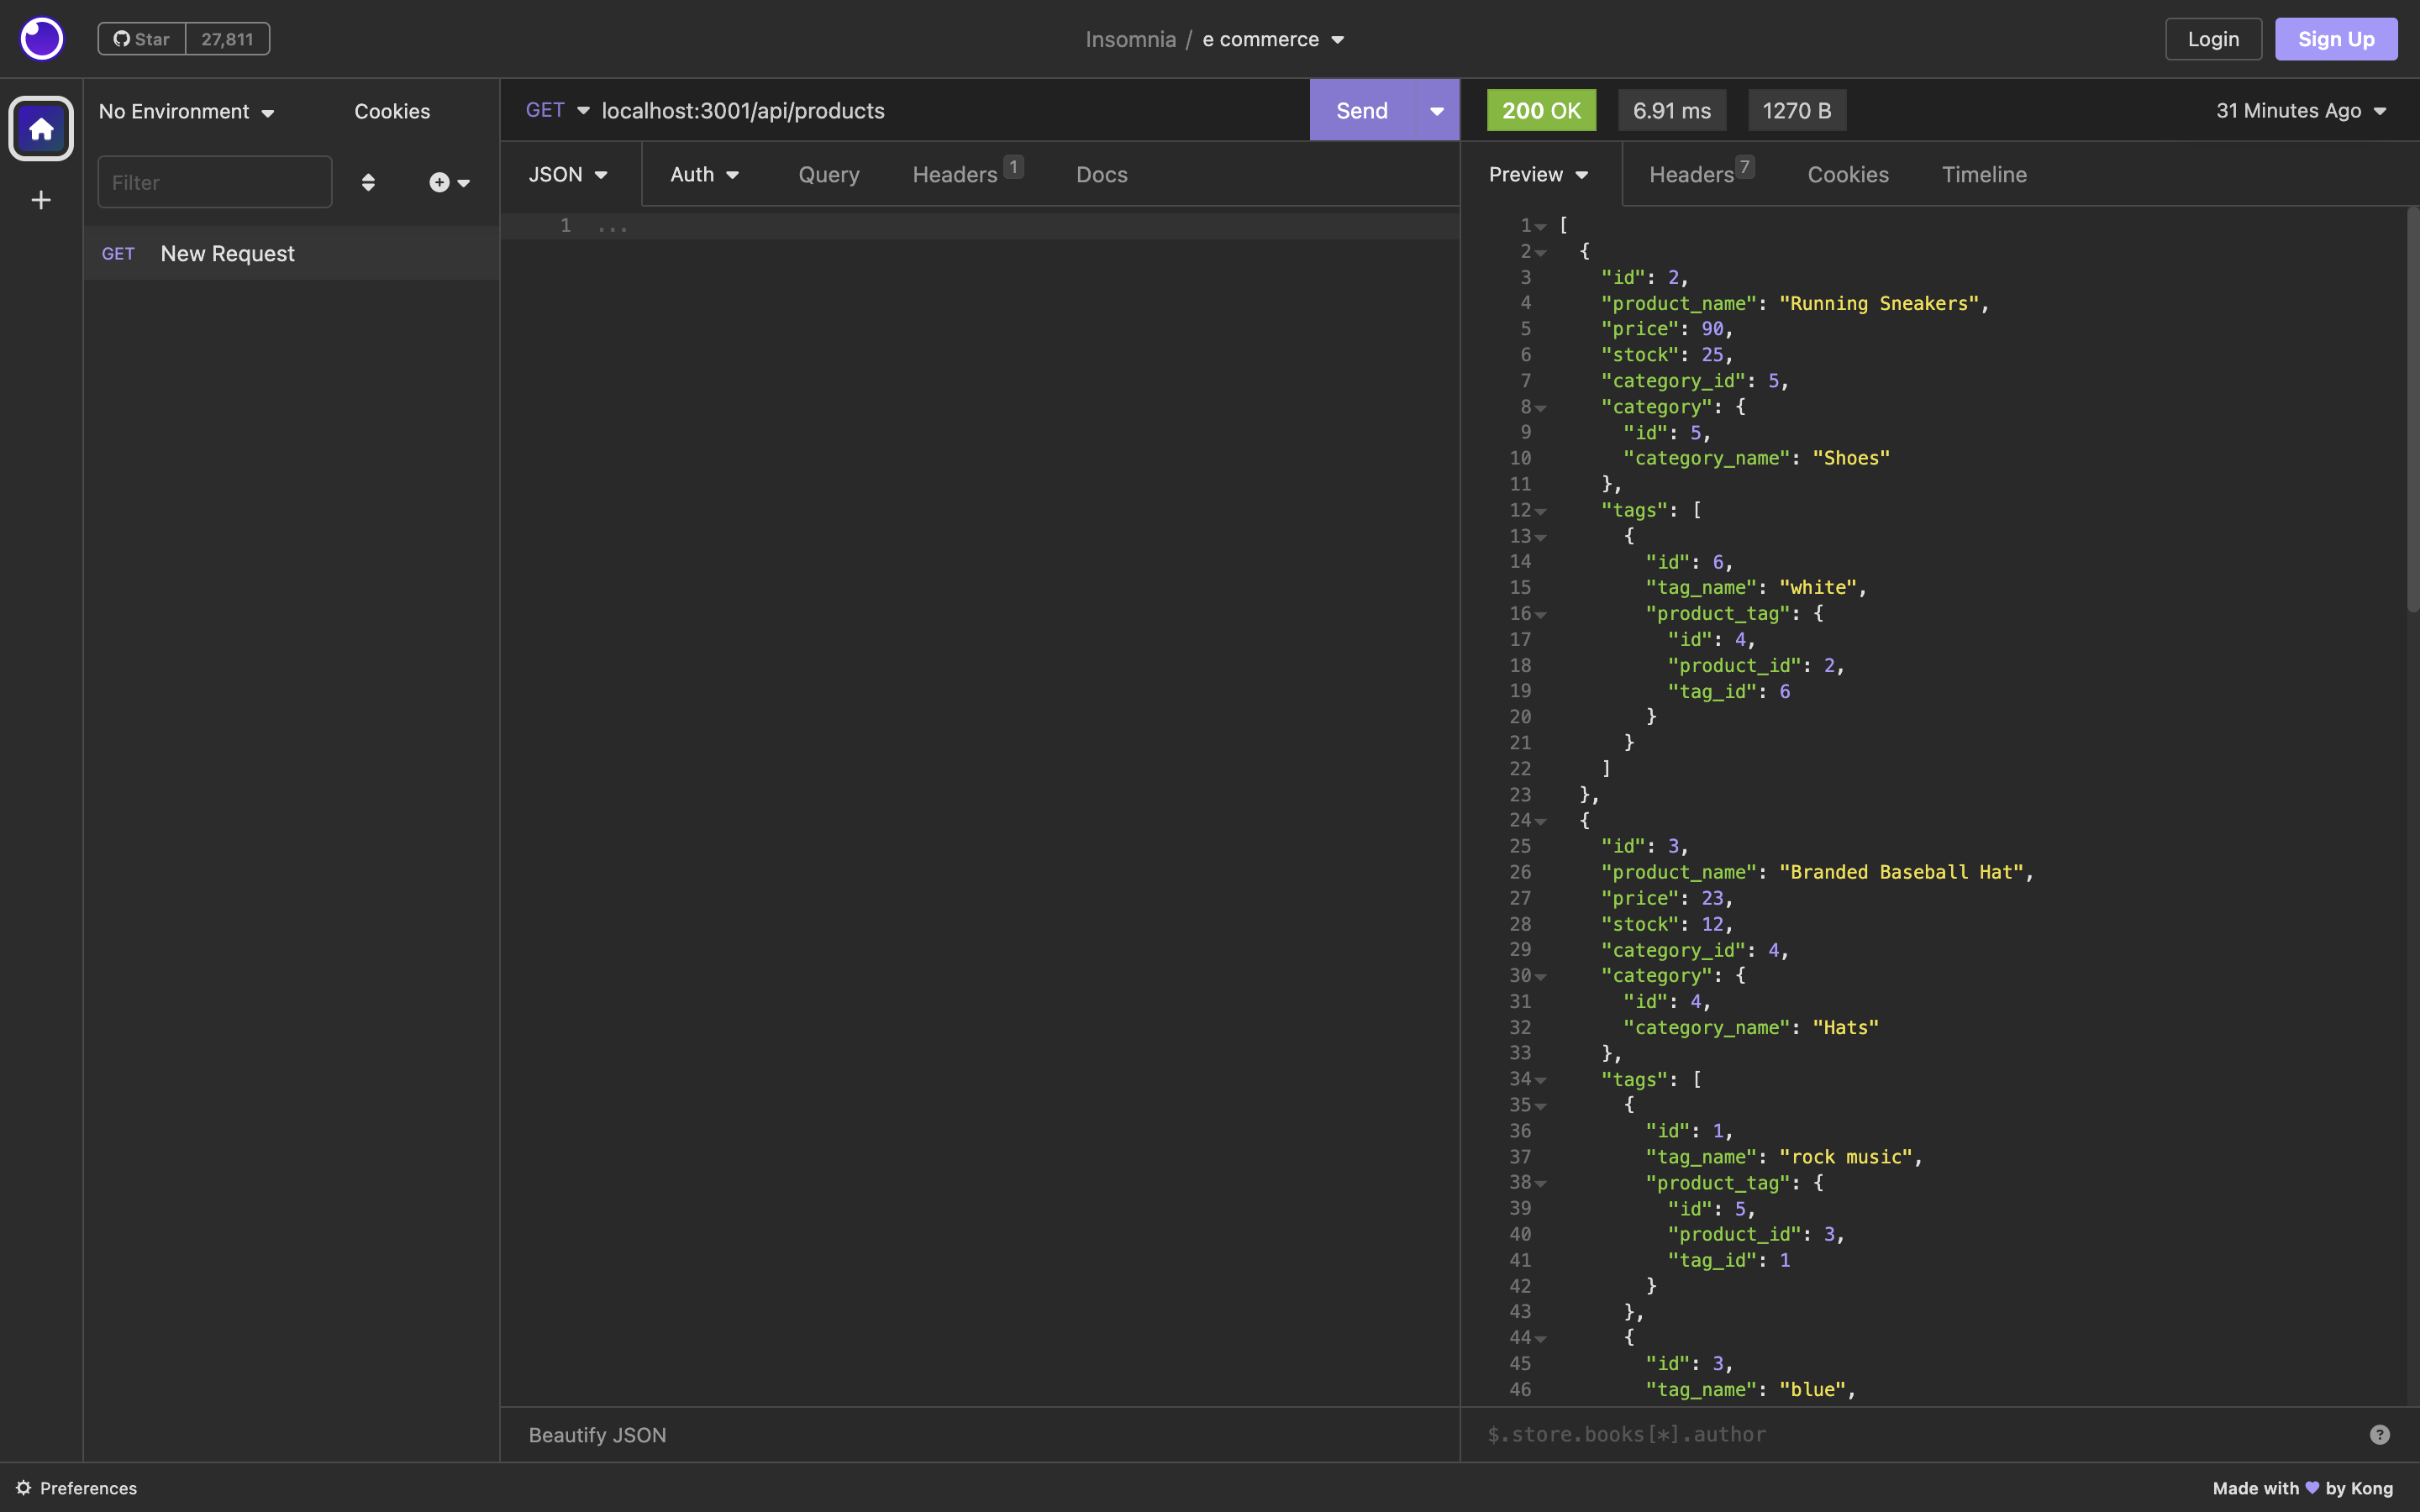 Star 27,811
Insomnia / e commerce
Login
Sign Up
No Environment
Cookies
Filter
GET New Request
GET localhost:3001/api/products
Send
JSON
Auth
Query
Headers 1
Docs
1 ...
Beautify JSON
200 OK
6.91 ms
1270 B
31 Minutes Ago
Preview
Headers 7
Cookies
Timeline
1 [
2 {
3 "id": 2,
4 "product_name": "Running Sneakers",
5 "price": 90,
6 "stock": 25,
7 "category_id": 5,
8 "category": {
9 "id": 5,
10 "category_name": "Shoes"
11 },
12 "tags": [
13 {
14 "id": 6,
15 "tag_name": "white",
16 "product_tag": {
17 "id": 4,
18 "product_id": 2,
19 "tag_id": 6
20 }
21 }
22 ]
23 },
24 {
25 "id": 3,
26 "product_name": "Branded Baseball Hat",
27 "price": 23,
28 "stock": 12,
29 "category_id": 4,
30 "category": {
31 "id": 4,
32 "category_name": "Hats"
33 },
34 "tags": [
35 {
36 "id": 1,
37 "tag_name": "rock music",
38 "product_tag": {
39 "id": 5,
40 "product_id": 3,
41 "tag_id": 1
42 }
43 },
44 {
45 "id": 3,
46 "tag_name": "blue",
$.store.books[*].author
?
Preferences
Made with 💜 by Kong